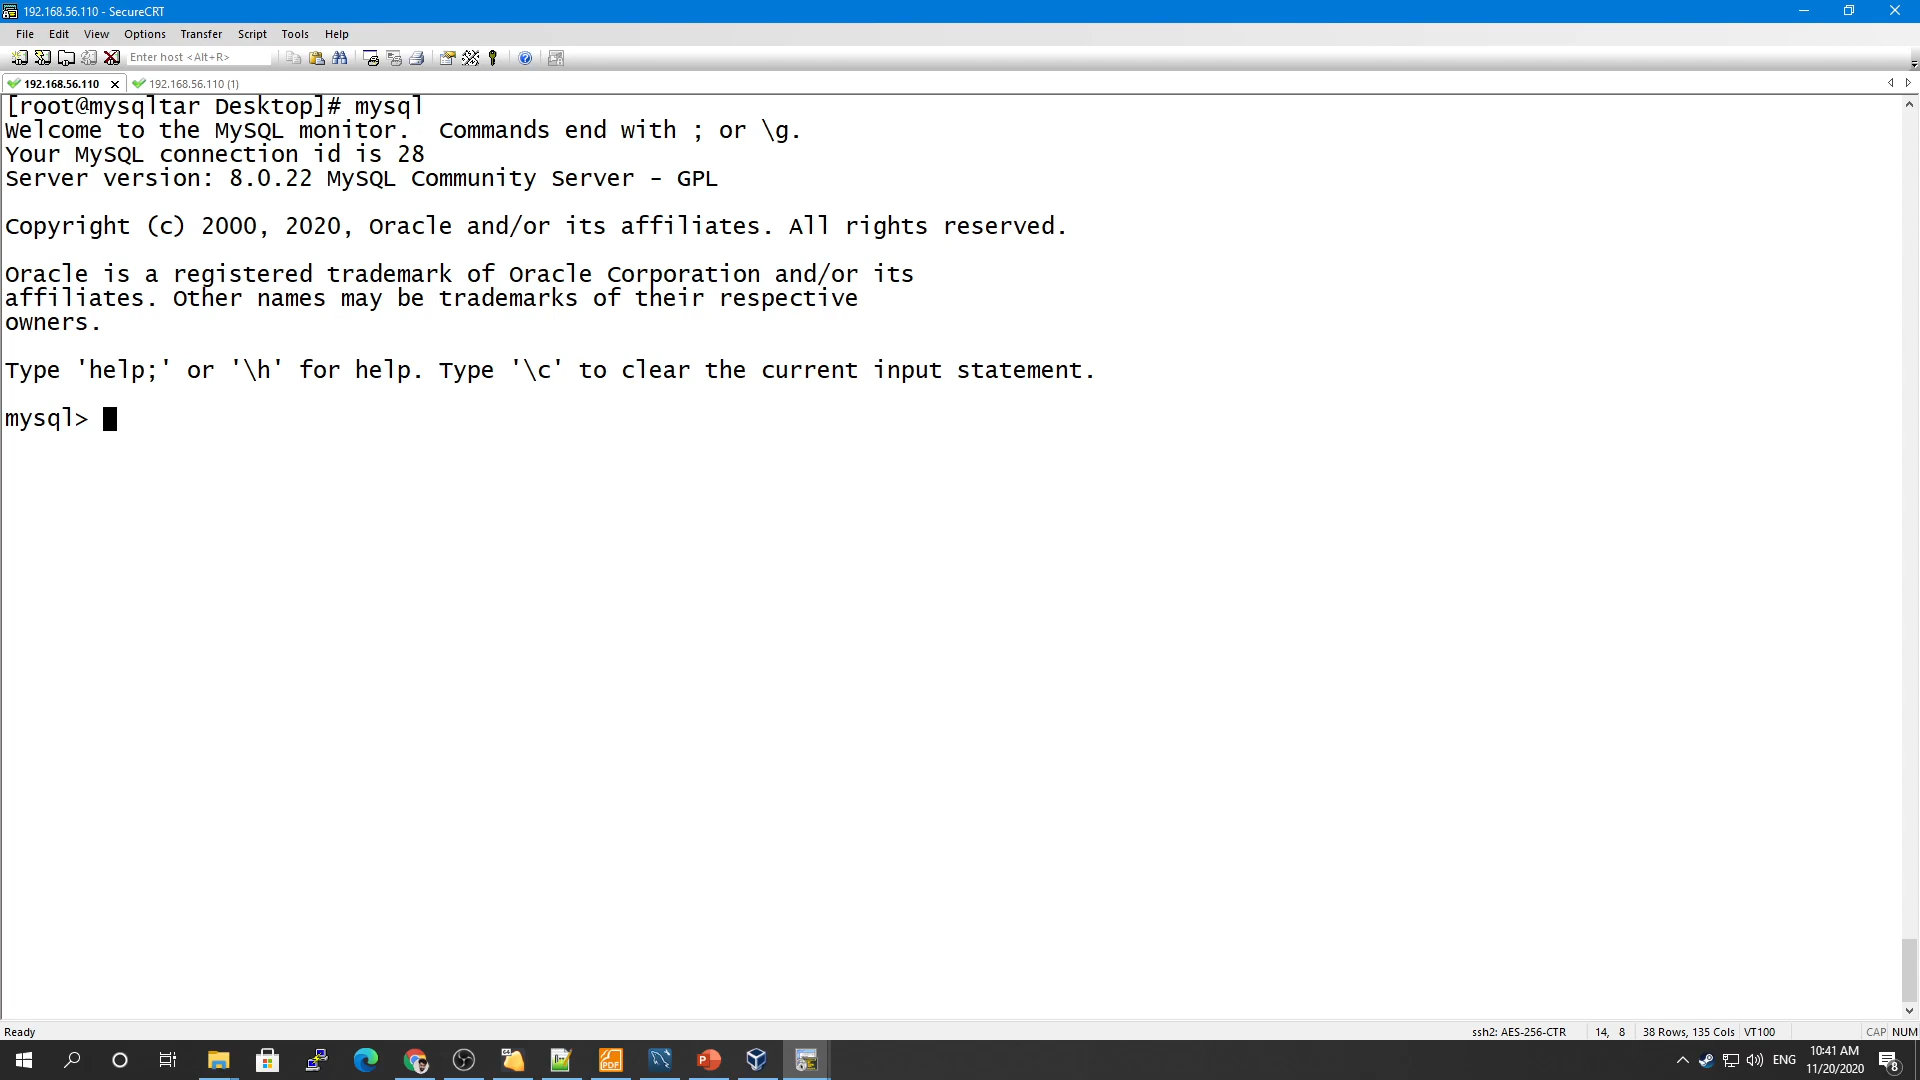 192.168.56.110 - SecureCRT
File Edit View Options Transfer Script Tools Help
Enter host <Alt+R>
192.168.56.110 192.168.56.110 (1)
[root@mysqltar Desktop]# mysql
Welcome to the MySQL monitor.  Commands end with ; or \g.
Your MySQL connection id is 28
Server version: 8.0.22 MySQL Community Server - GPL
Copyright (c) 2000, 2020, Oracle and/or its affiliates. All rights reserved.
Oracle is a registered trademark of Oracle Corporation and/or its
affiliates. Other names may be trademarks of their respective
owners.
Type 'help;' or '\h' for help. Type '\c' to clear the current input statement.
mysql>
Ready ssh2: AES-256-CTR 14, 8 38 Rows, 135 Cols VT100 CAP NUM
PDF P ENG 10:41 AM
11/20/2020 8